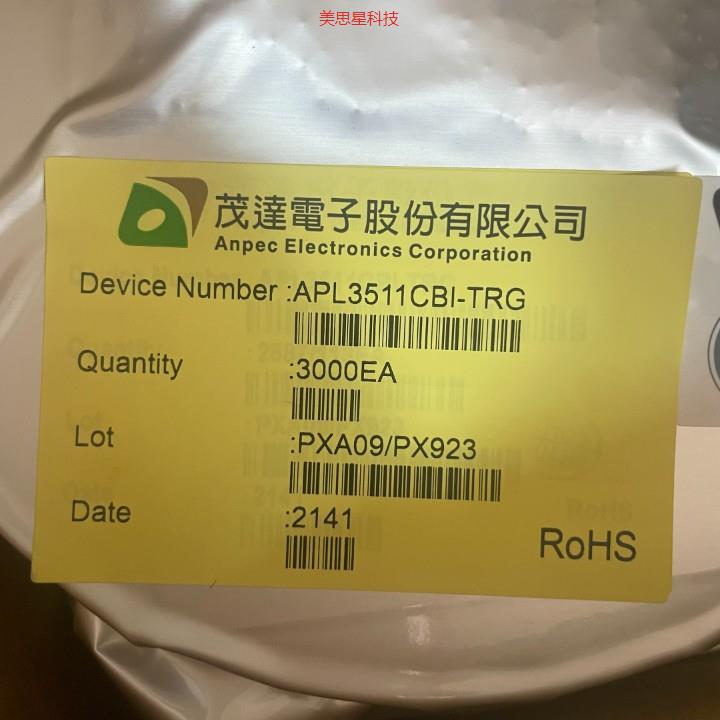 美思星科技
茂達電子股份有限公司
Anpec Electronics Corporation
Device Number :APL3511CBI-TRG
Quantity :3000EA
Lot :PXA09/PX923
Date :2141
RoHS